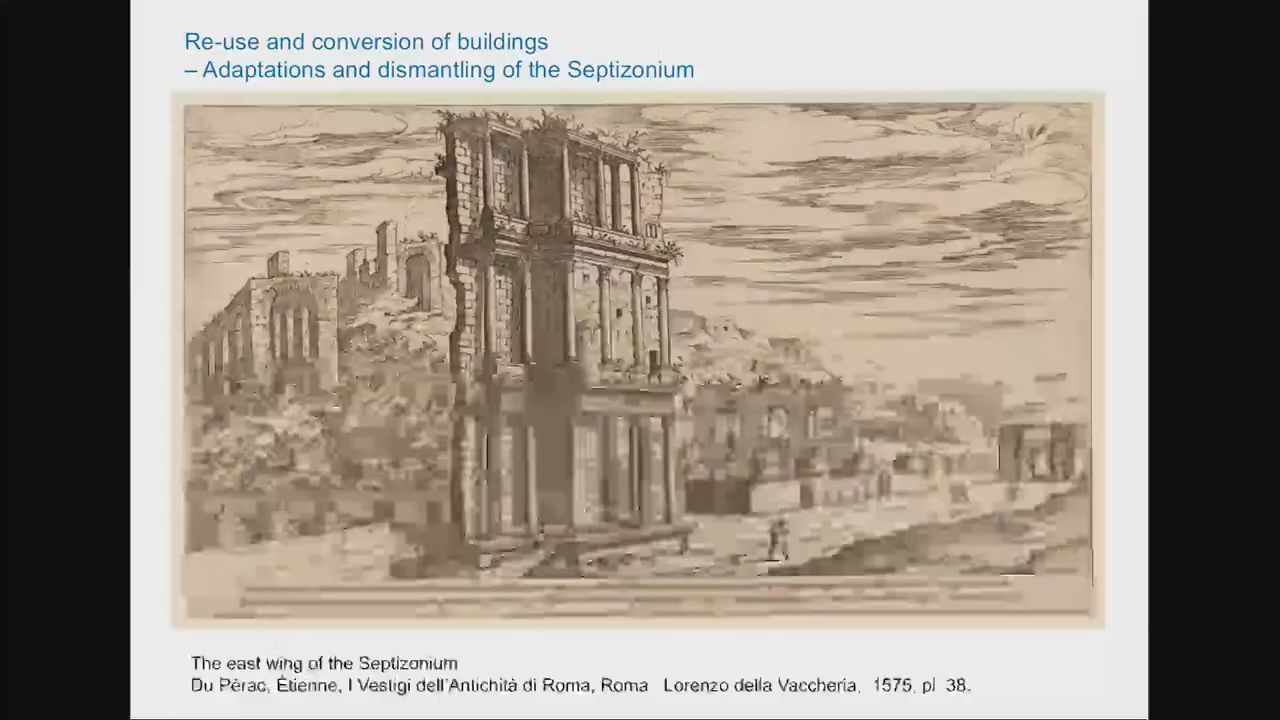 Re-use and conversion of buildings
– Adaptations and dismantling of the Septizonium
The east wing of the Septizonium
Du Pérac, Étienne, I Vestigi dell'Antichità di Roma, Roma Lorenzo della Vaccheria, 1575, pl 38.